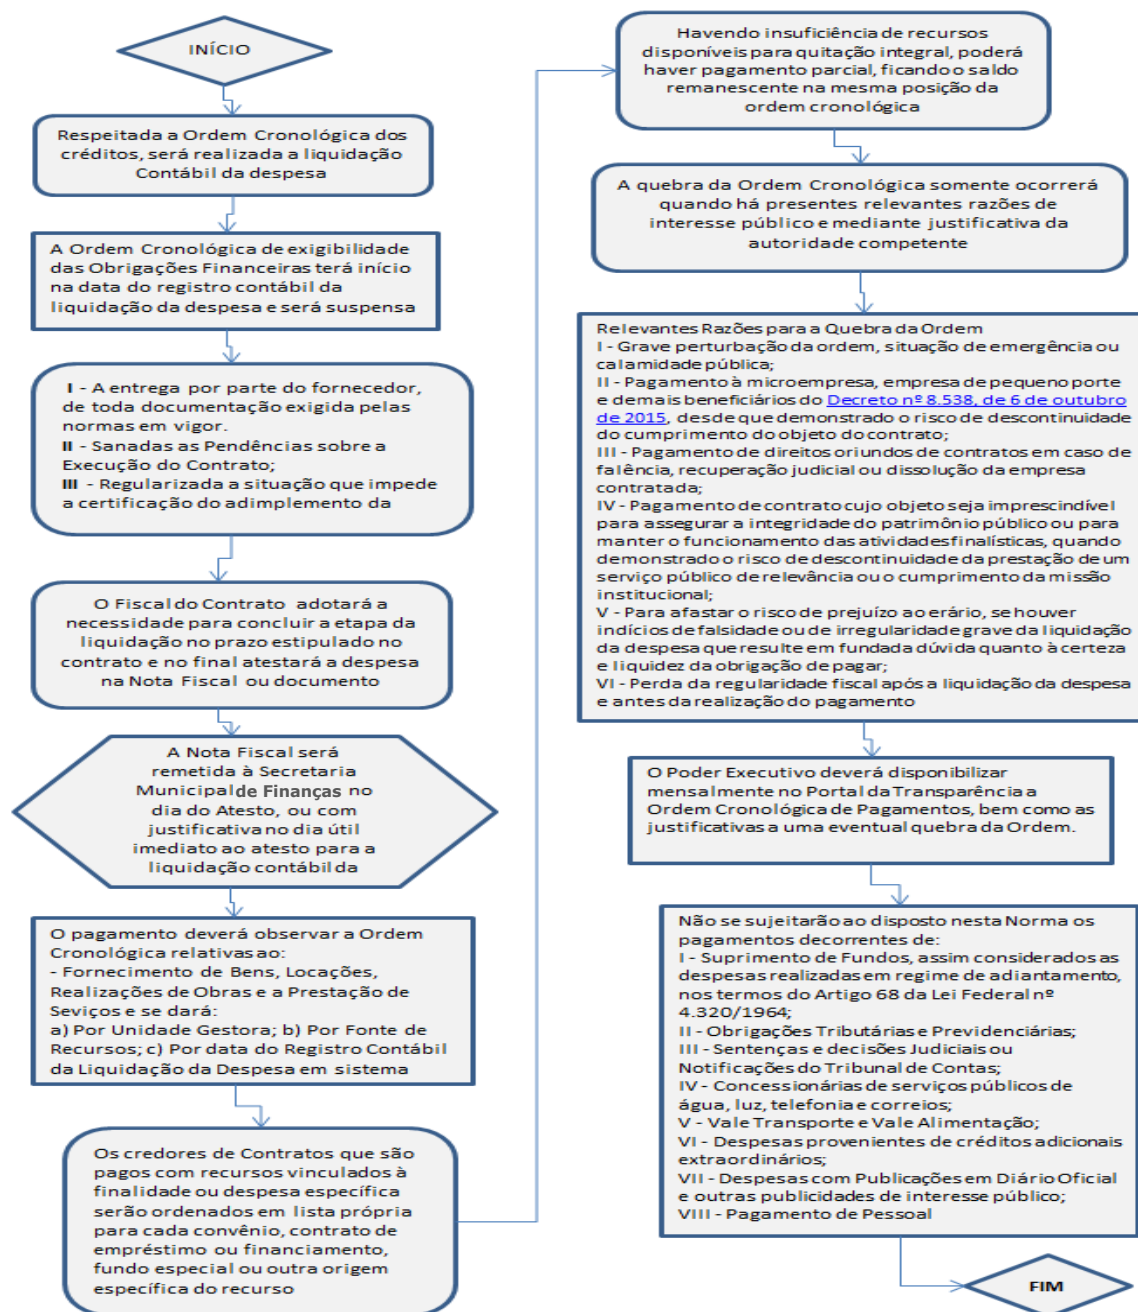 INÍCIO
Respeitada a Ordem Cronológica dos
créditos, será realizada a liquidação
Contábil da despesa
A Ordem Cronológica de exigibilidade
das Obrigações Financeiras terá início
na data do registro contábil da
liquidação da despesa e será suspensa
I - A entrega por parte do fornecedor,
de toda documentação exigida pelas
normas em vigor.
II – Sanadas as Pendências sobre a
Execução do Contrato;
III - Regularizada a situação que impede
a certificação do adimplemento da
O Fiscal do Contrato adotará a
necessidade para concluir a etapa da
liquidação no prazo estipulado no
contrato e no final atestará a despesa
na Nota Fiscal ou documento
A Nota Fiscal será
remetida à Secretaria
Municipal de Finanças no
dia do Atesto, ou com
justificativa no dia útil
imediato ao atesto para a
liquidação contábil da
O pagamento deverá observar a Ordem
Cronológica relativas ao:
- Fornecimento de Bens, Locações,
Realizações de Obras e a Prestação de
Seviços e se dará:
a) Por Unidade Gestora; b) Por Fonte de
Recursos; c) Por data do Registro Contábil
da Liquidação da Despesa em sistema
Os credores de Contratos que são
pagos com recursos vinculados à
finalidade ou despesa específica
serão ordenados em lista própria
para cada convênio, contrato de
empréstimo ou financiamento,
fundo especial ou outra origem
específica do recurso
Havendo insuficiência de recursos
disponíveis para quitação integral, poderá
haver pagamento parcial, ficando o saldo
remanescente na mesma posição da
ordem cronológica
A quebra da Ordem Cronológica somente ocorrerá
quando há presentes relevantes razões de
interesse público e mediante justificativa da
autoridade competente
Relevantes Razões para a Quebra da Ordem
I - Grave perturbação da ordem, situação de emergência ou
calamidade pública;
II - Pagamento à microempresa, empresa de pequeno porte
e demais beneficiários do Decreto nº 8.538, de 6 de outubro
de 2015, desde que demonstrado o risco de descontinuidade
do cumprimento do objeto do contrato;
III - Pagamento de direitos oriundos de contratos em caso de
falência, recuperação judicial ou dissolução da empresa
contratada;
IV - Pagamento de contrato cujo objeto seja imprescindível
para assegurar a integridade do patrimônio público ou para
manter o funcionamento das atividades finalísticas, quando
demonstrado o risco de descontinuidade da prestação de um
serviço público de relevância ou o cumprimento da missão
institucional;
V - Para afastar o risco de prejuízo ao erário, se houver
indícios de falsidade ou de irregularidade grave da liquidação
da despesa que resulte em fundada dúvida quanto à certeza
e liquidez da obrigação de pagar;
VI - Perda da regularidade fiscal após a liquidação da despesa
e antes da realização do pagamento
O Poder Executivo deverá disponibilizar
mensalmente no Portal da Transparência a
Ordem Cronológica de Pagamentos, bem como as
justificativas a uma eventual quebra da Ordem.
Não se sujeitarão ao disposto nesta Norma os
pagamentos decorrentes de:
I - Suprimento de Fundos, assim considerados as
despesas realizadas em regime de adiantamento,
nos termos do Artigo 68 da Lei Federal nº
4.320/1964;
II - Obrigações Tributárias e Previdenciárias;
III - Sentenças e decisões Judiciais ou
Notificações do Tribunal de Contas;
IV - Concessionárias de serviços públicos de
água, luz, telefonia e correios;
V - Vale Transporte e Vale Alimentação;
VI - Despesas provenientes de créditos adicionais
extraordinários;
VII - Despesas com Publicações em Diário Oficial
e outras publicidades de interesse público;
VIII - Pagamento de Pessoal
FIM